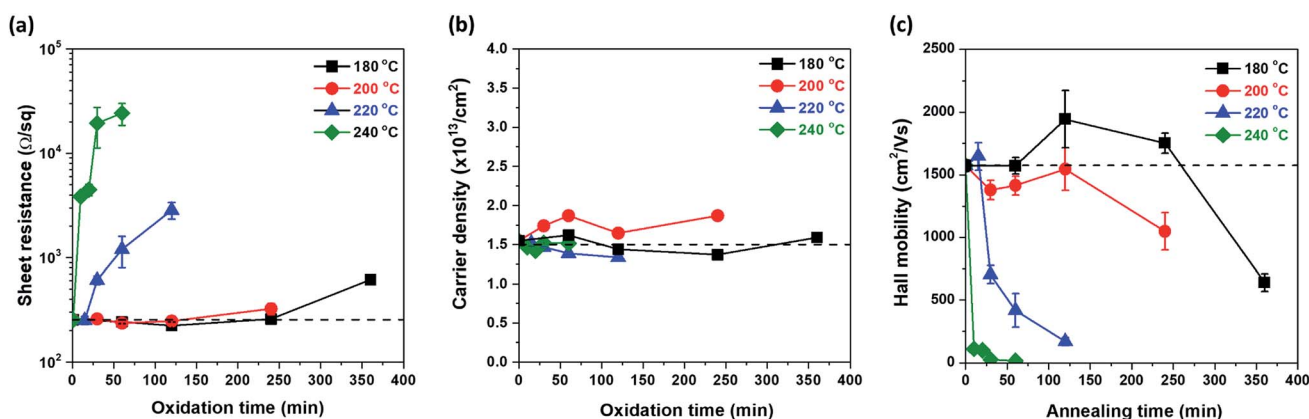 (a)
10^5
10^4
10^3
10^2
Sheet resistance (Ω/sq)
180 °C
200 °C
220 °C
240 °C
0 50 100 150 200 250 300 350 400
Oxidation time (min)
(b)
4.0
3.5
3.0
2.5
2.0
1.5
1.0
0.5
0.0
Carrier density (x10^13/cm^2)
180 °C
200 °C
220 °C
240 °C
0 50 100 150 200 250 300 350 400
Oxidation time (min)
(c)
2500
2000
1500
1000
500
0
Hall mobility (cm^2/Vs)
180 °C
200 °C
220 °C
240 °C
0 50 100 150 200 250 300 350 400
Annealing time (min)